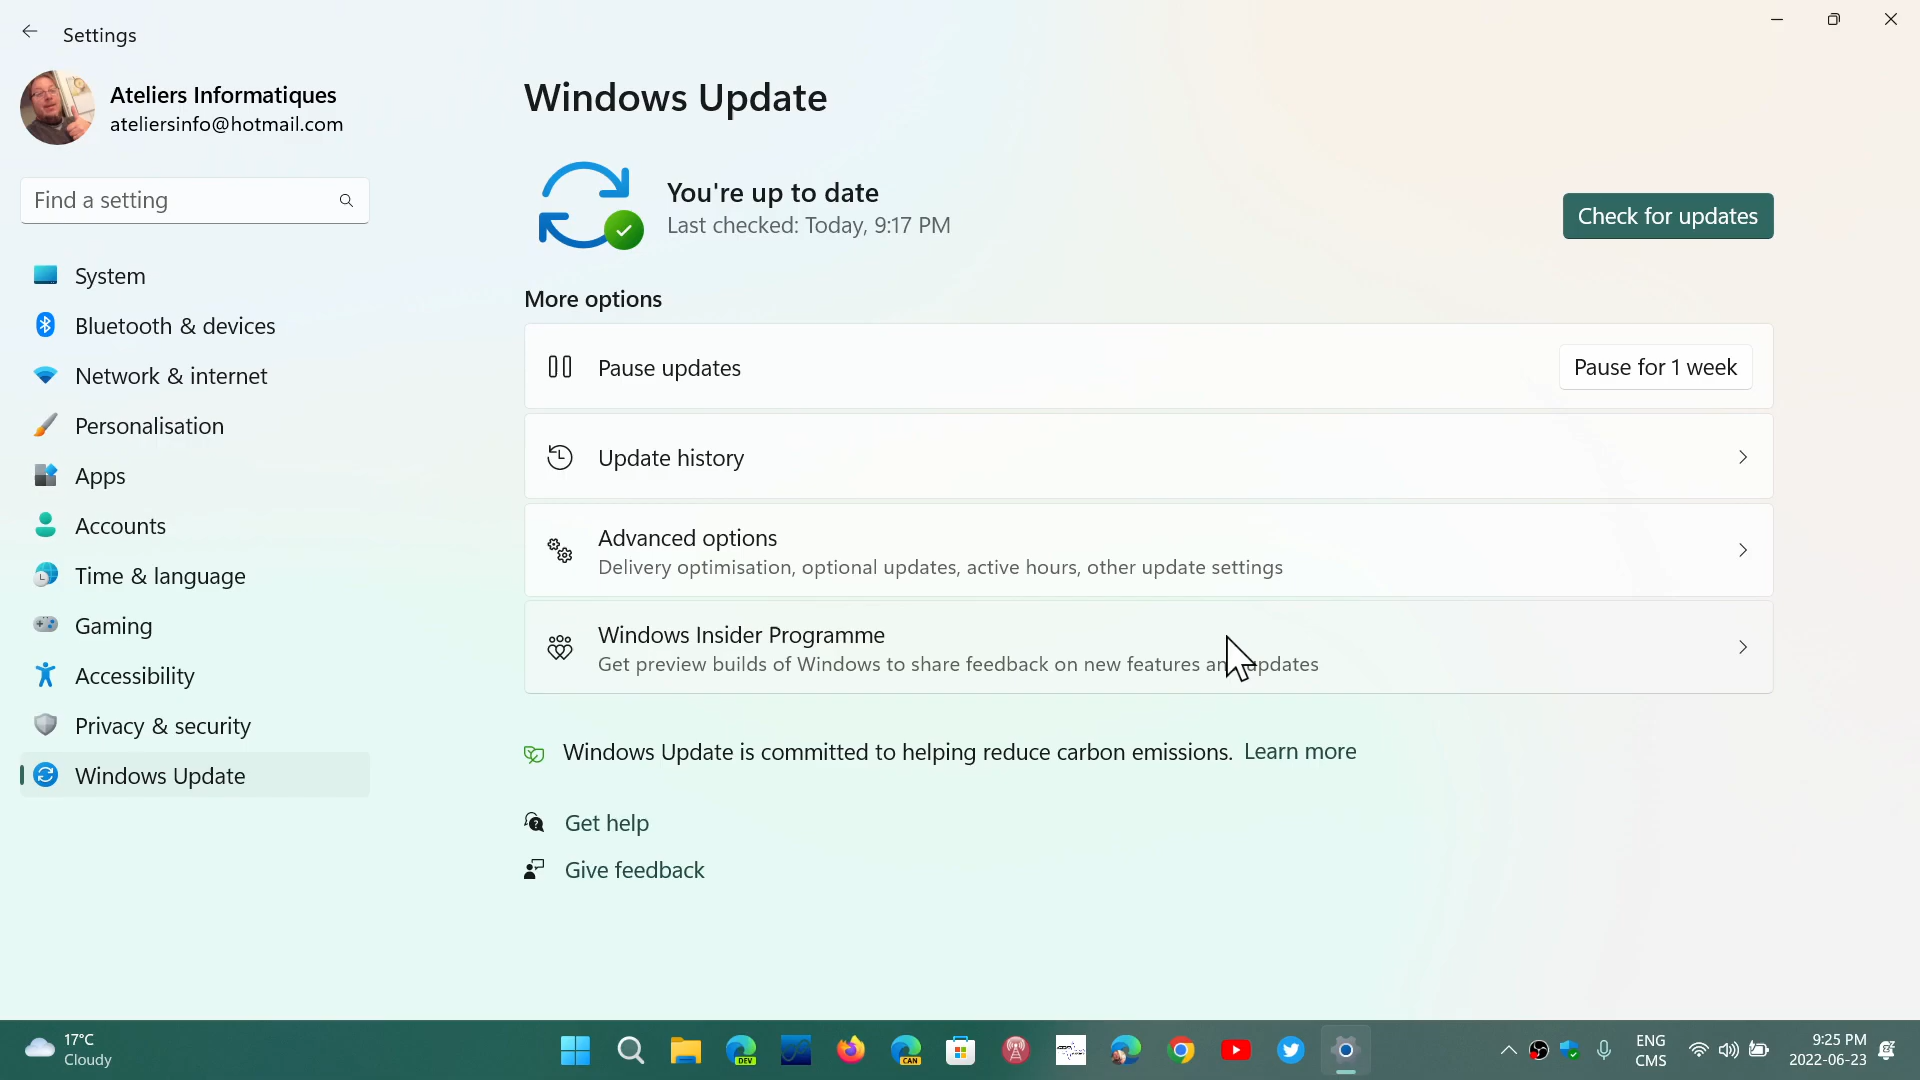 Settings
Ateliers Informatiques
ateliersinfo@hotmail.com
Find a setting
System
Bluetooth & devices
Network & internet
Personalisation
Apps
Accounts
Time & language
Gaming
Accessibility
Privacy & security
Windows Update
Windows Update
You're up to date
Last checked: Today, 9:17 PM
Check for updates
More options
Pause updates
Pause for 1 week
Update history
Advanced options
Delivery optimisation, optional updates, active hours, other update settings
Windows Insider Programme
Get preview builds of Windows to share feedback on new features and updates
Windows Update is committed to helping reduce carbon emissions. Learn more
Get help
Give feedback
17°C
Cloudy
DEV
CAN
ENG
CMS
9:25 PM
2022-06-23